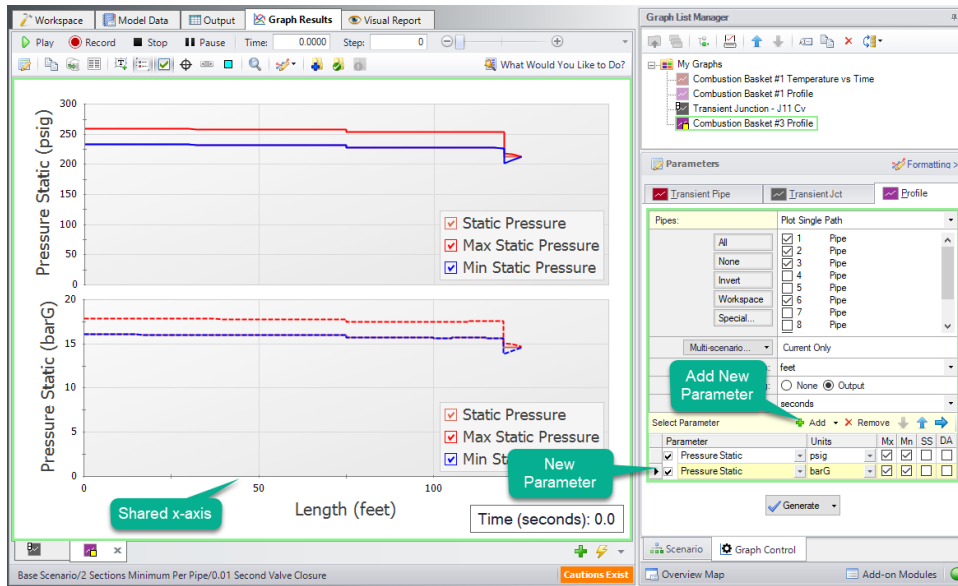 Workspace Model Data Output Graph Results Visual Report
Play Record Stop Pause Time: 0.0000 Step: 0
What Would You Like to Do?
300
250
200
150
100
50
0
Pressure Static (psig)
Static Pressure
Max Static Pressure
Min Static Pressure
20
15
10
5
0
Pressure Static (barG)
Static Pressure
Max Static Pressure
Min St
0 50 100
Length (feet)
Shared x-axis
Time (seconds): 0.0
Base Scenario/2 Sections Minimum Per Pipe/0.01 Second Valve Closure
Cautions Exist
Graph List Manager
My Graphs
Combustion Basket #1 Temperature vs Time
Combustion Basket #1 Profile
Transient Junction - J11 Cv
Combustion Basket #3 Profile
Parameters Formatting >
Transient Pipe Transient Jct Profile
Pipes: Plot Single Path
All
None
Invert
Workspace
Special...
1 Pipe
2 Pipe
3 Pipe
4 Pipe
5 Pipe
6 Pipe
7 Pipe
8 Pipe
Multi-scenario... Current Only
feet
None Output
seconds
Add New
Parameter
Select Parameter Add Remove
Parameter Units Mx Mn SS DA
Pressure Static psig
Pressure Static barG
New
Parameter
Generate
Scenario Graph Control
Overview Map Add-on Modules